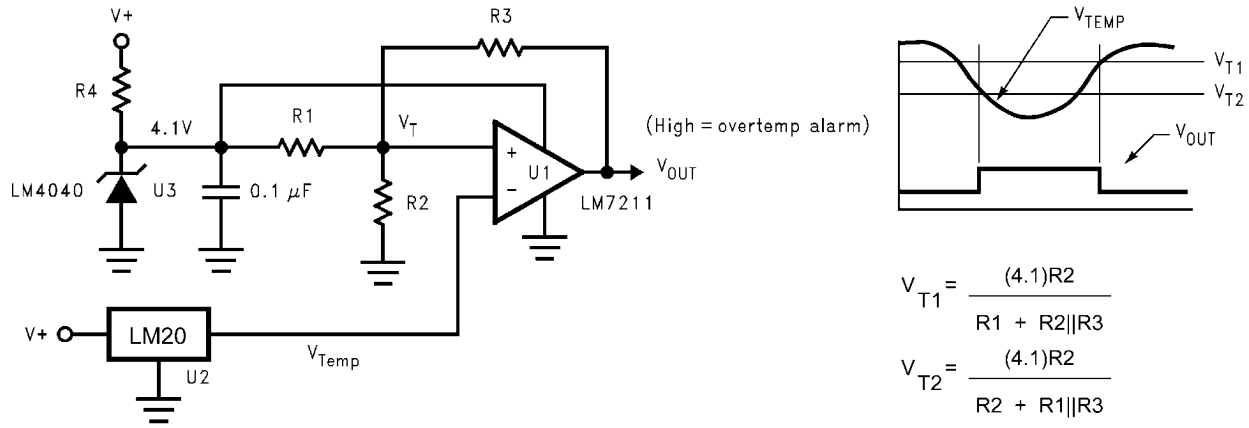 V+
R4
4.1V
LM4040
U3
0.1 μF
R1
V_T
R2
R3
+
−
U1
LM7211
(High = overtemp alarm)
V_OUT
V+
LM20
U2
V_Temp
V_TEMP
V_T1
V_T2
V_OUT
V_T1 = (4.1)R2
R1 + R2||R3
V_T2 = (4.1)R2
R2 + R1||R3